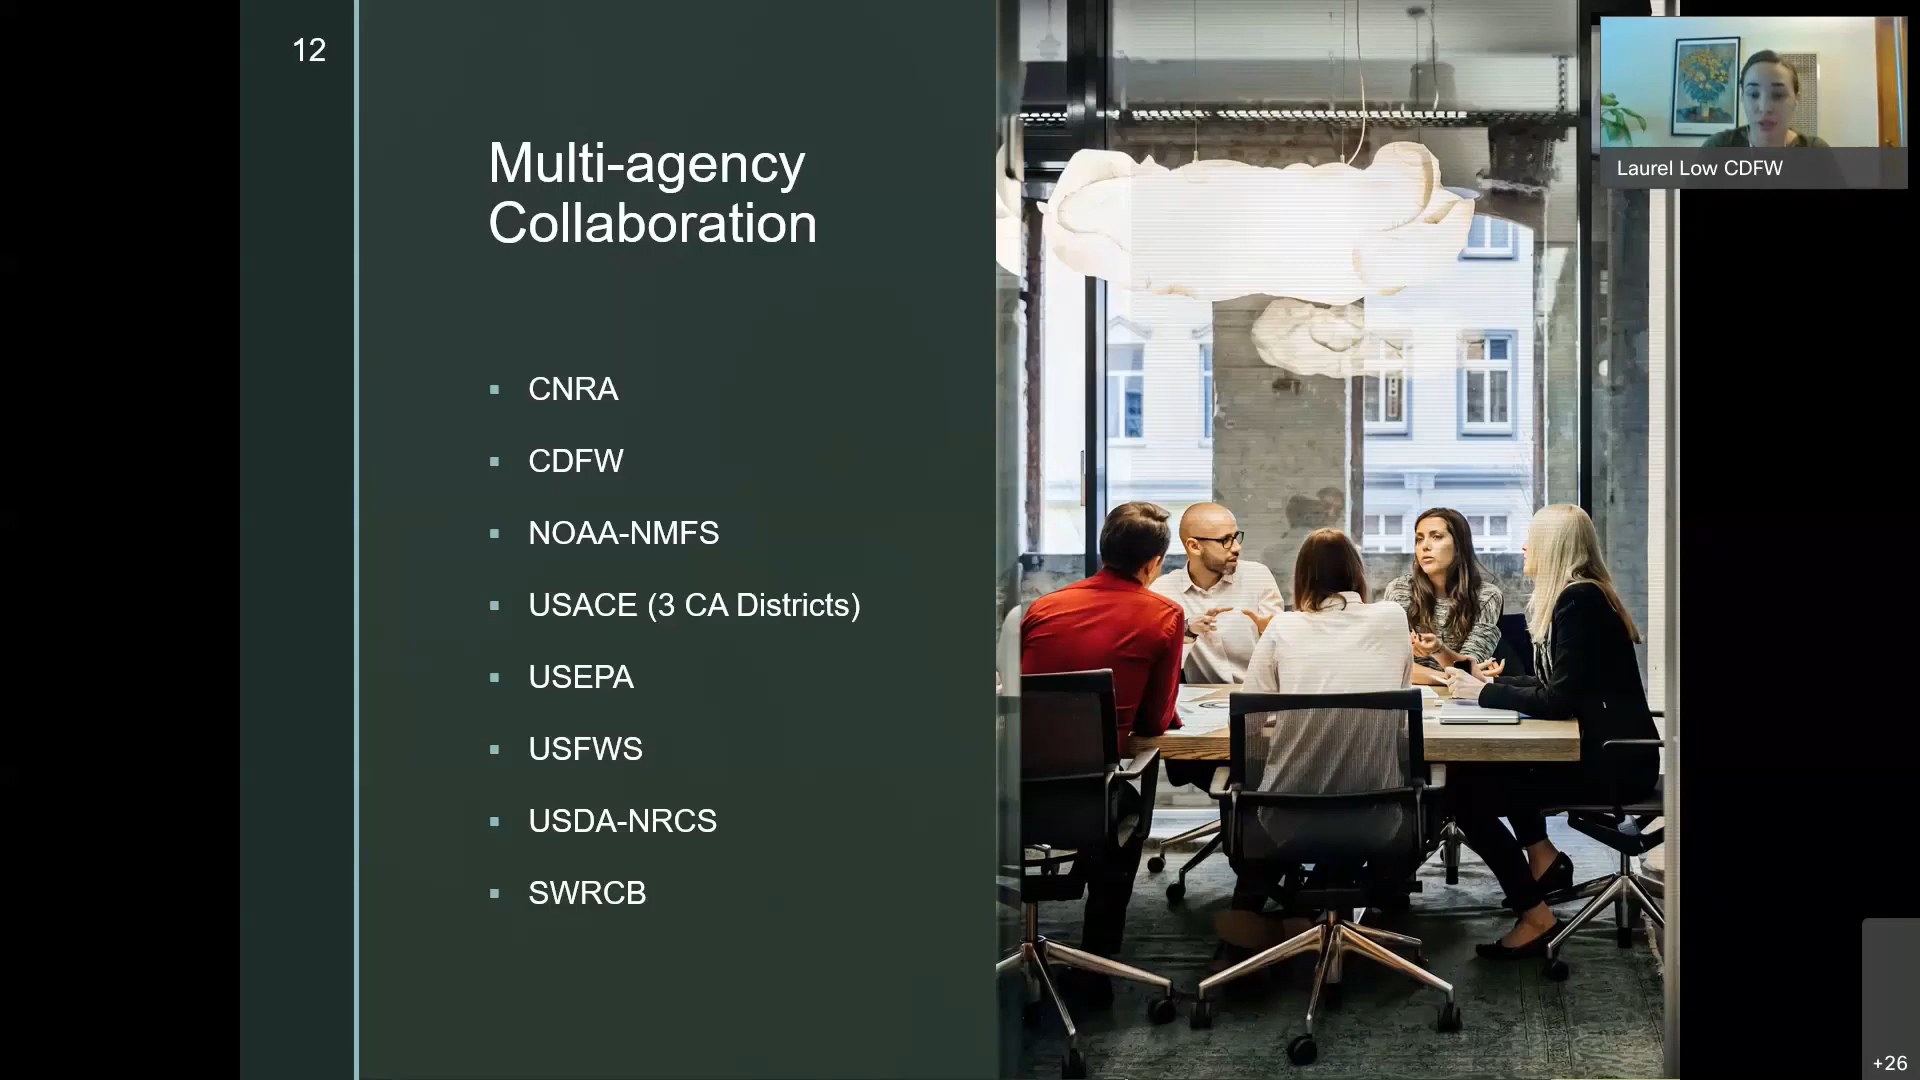 12
Multi-agency
Collaboration
CNRA
CDFW
NOAA-NMFS
USACE (3 CA Districts)
USEPA
USFWS
USDA-NRCS
SWRCB
Laurel Low CDFW
+26